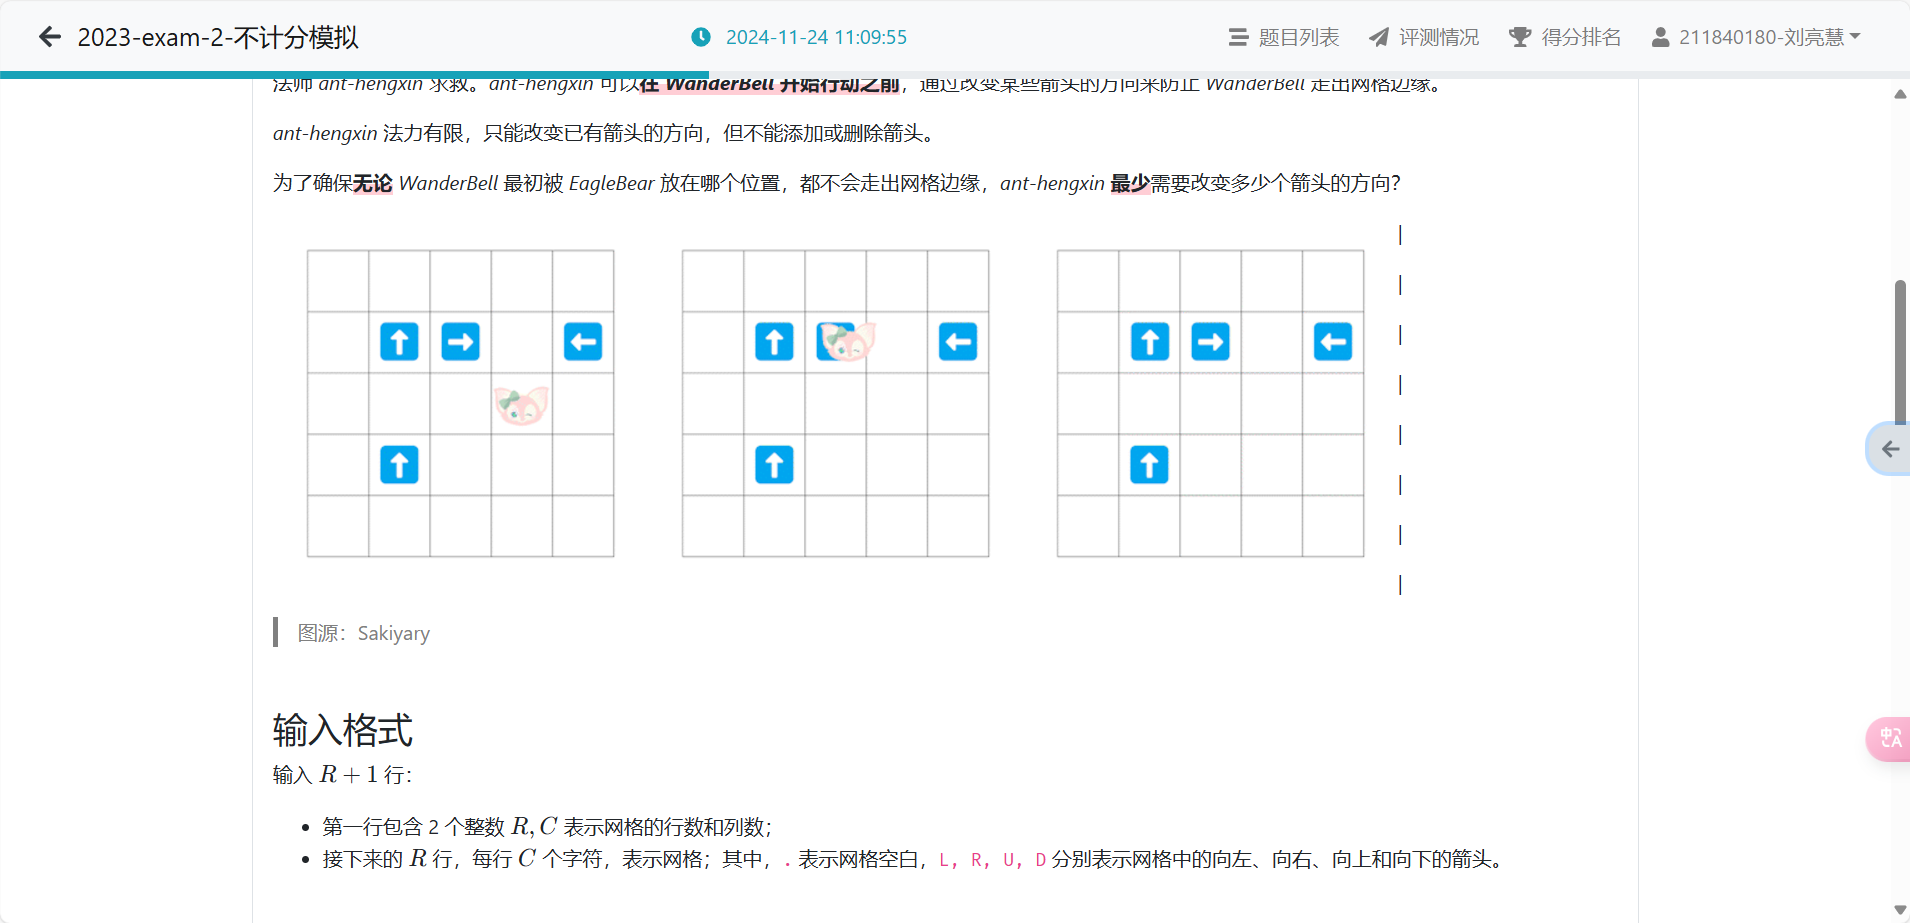 2023-exam-2-不计分模拟
2024-11-24 11:09:55
题目列表
评测情况
得分排名
211840180-刘亮慧
法师 ant-hengxin 求救。ant-hengxin 可以在 WanderBell 开始行动之前，通过改变某些箭头的方向来防止 WanderBell 走出网格边缘。
ant-hengxin 法力有限，只能改变已有箭头的方向，但不能添加或删除箭头。
为了确保无论 WanderBell 最初被 EagleBear 放在哪个位置，都不会走出网格边缘，ant-hengxin 最少需要改变多少个箭头的方向？
图源：Sakiyary
输入格式
输入 R + 1 行：
第一行包含 2 个整数 R, C 表示网格的行数和列数；
接下来的 R 行，每行 C 个字符，表示网格；其中，. 表示网格空白，L, R, U, D 分别表示网格中的向左、向右、向上和向下的箭头。
中A